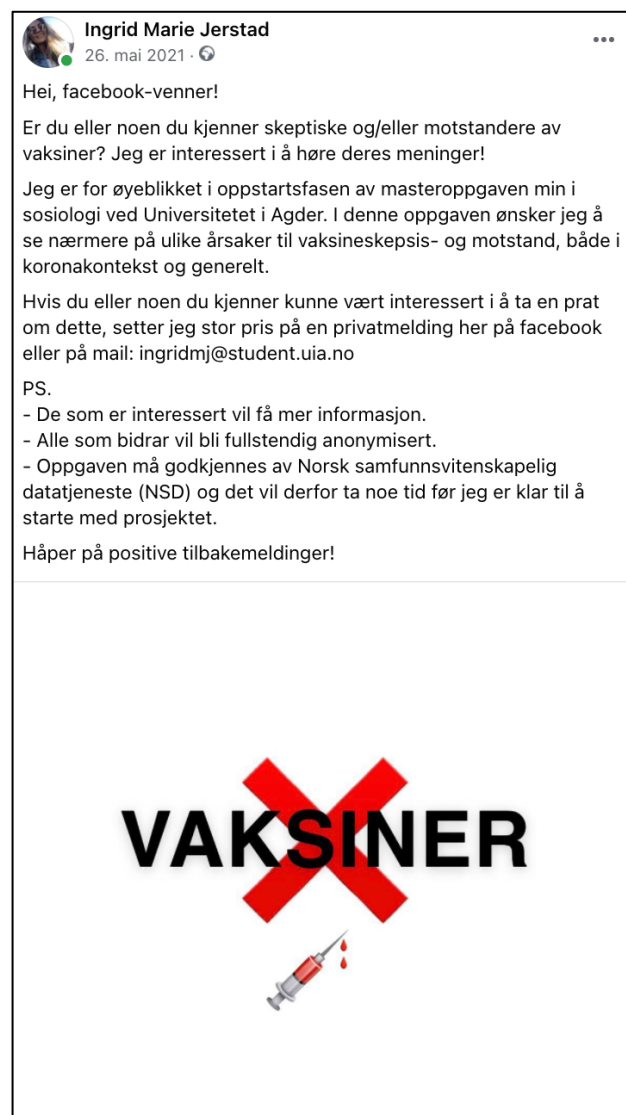 Ingrid Marie Jerstad
26. mai 2021 ·
Hei, facebook-venner!
Er du eller noen du kjenner skeptiske og/eller motstandere av
vaksiner? Jeg er interessert i å høre deres meninger!
Jeg er for øyeblikket i oppstartsfasen av masteroppgaven min i
sosiologi ved Universitetet i Agder. I denne oppgaven ønsker jeg å
se nærmere på ulike årsaker til vaksineskepsis- og motstand, både i
koronakontekst og generelt.
Hvis du eller noen du kjenner kunne vært interessert i å ta en prat
om dette, setter jeg stor pris på en privatmelding her på facebook
eller på mail: ingridmj@student.uia.no
PS.
- De som er interessert vil få mer informasjon.
- Alle som bidrar vil bli fullstendig anonymisert.
- Oppgaven må godkjennes av Norsk samfunnsvitenskapelig
datatjeneste (NSD) og det vil derfor ta noe tid før jeg er klar til å
starte med prosjektet.
Håper på positive tilbakemeldinger!
VAKSINER